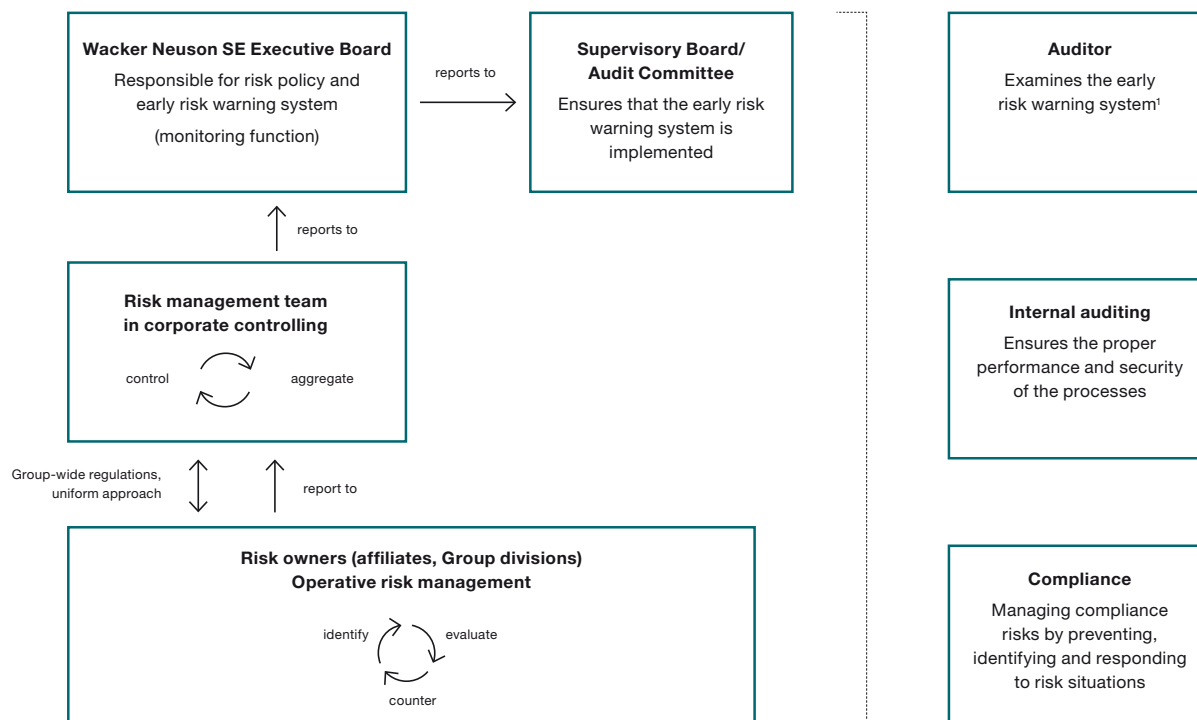 Wacker Neuson SE Executive Board
Responsible for risk policy and
early risk warning system
(monitoring function)
reports to
Supervisory Board/
Audit Committee
Ensures that the early risk
warning system is
implemented
Auditor
Examines the early
risk warning system¹
reports to
Risk management team
in corporate controlling
control
aggregate
Internal auditing
Ensures the proper
performance and security
of the processes
Group-wide regulations,
uniform approach
report to
Risk owners (affiliates, Group divisions)
Operative risk management
identify
evaluate
counter
Compliance
Managing compliance
risks by preventing,
identifying and responding
to risk situations